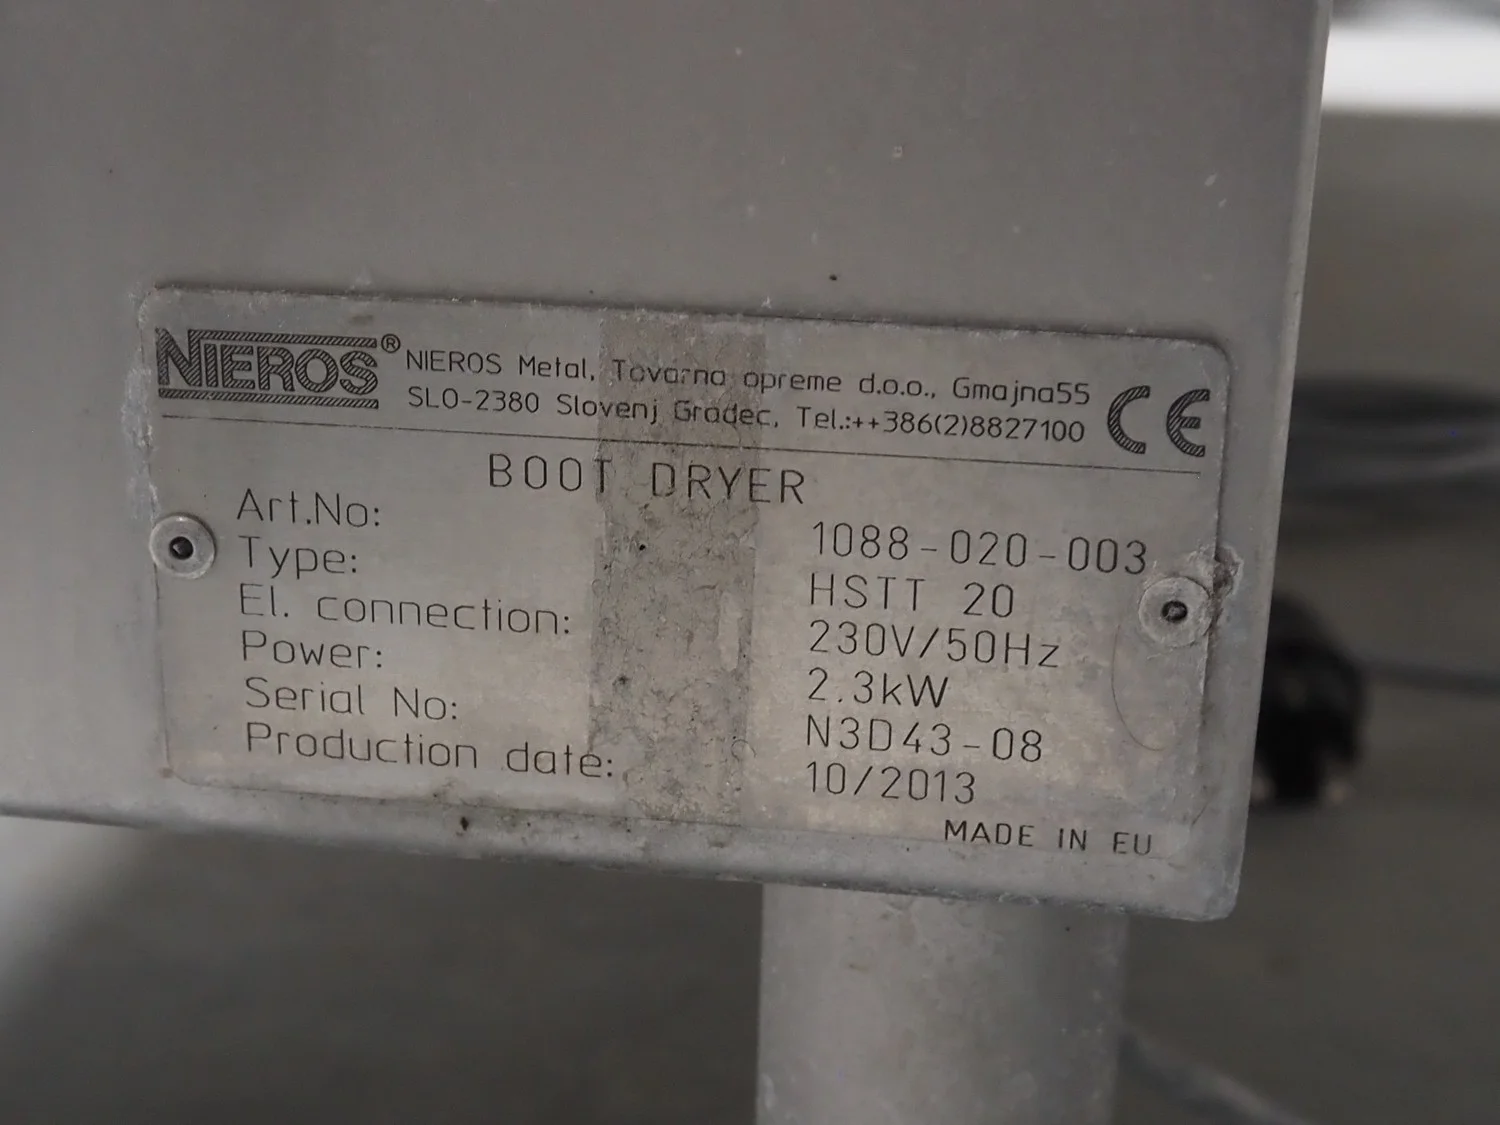 NIEROS®
NIEROS Metal, Tovarna opreme d.o.o., Gmajna55
SLO-2380 Slovenj Gradec, Tel.:++386(2)8827100
CE
BOOT DRYER
Art.No: 1088-020-003
Type: HSTT 20
El. connection: 230V/50Hz
Power: 2.3kW
Serial No: N3D43-08
Production date: 10/2013
MADE IN EU